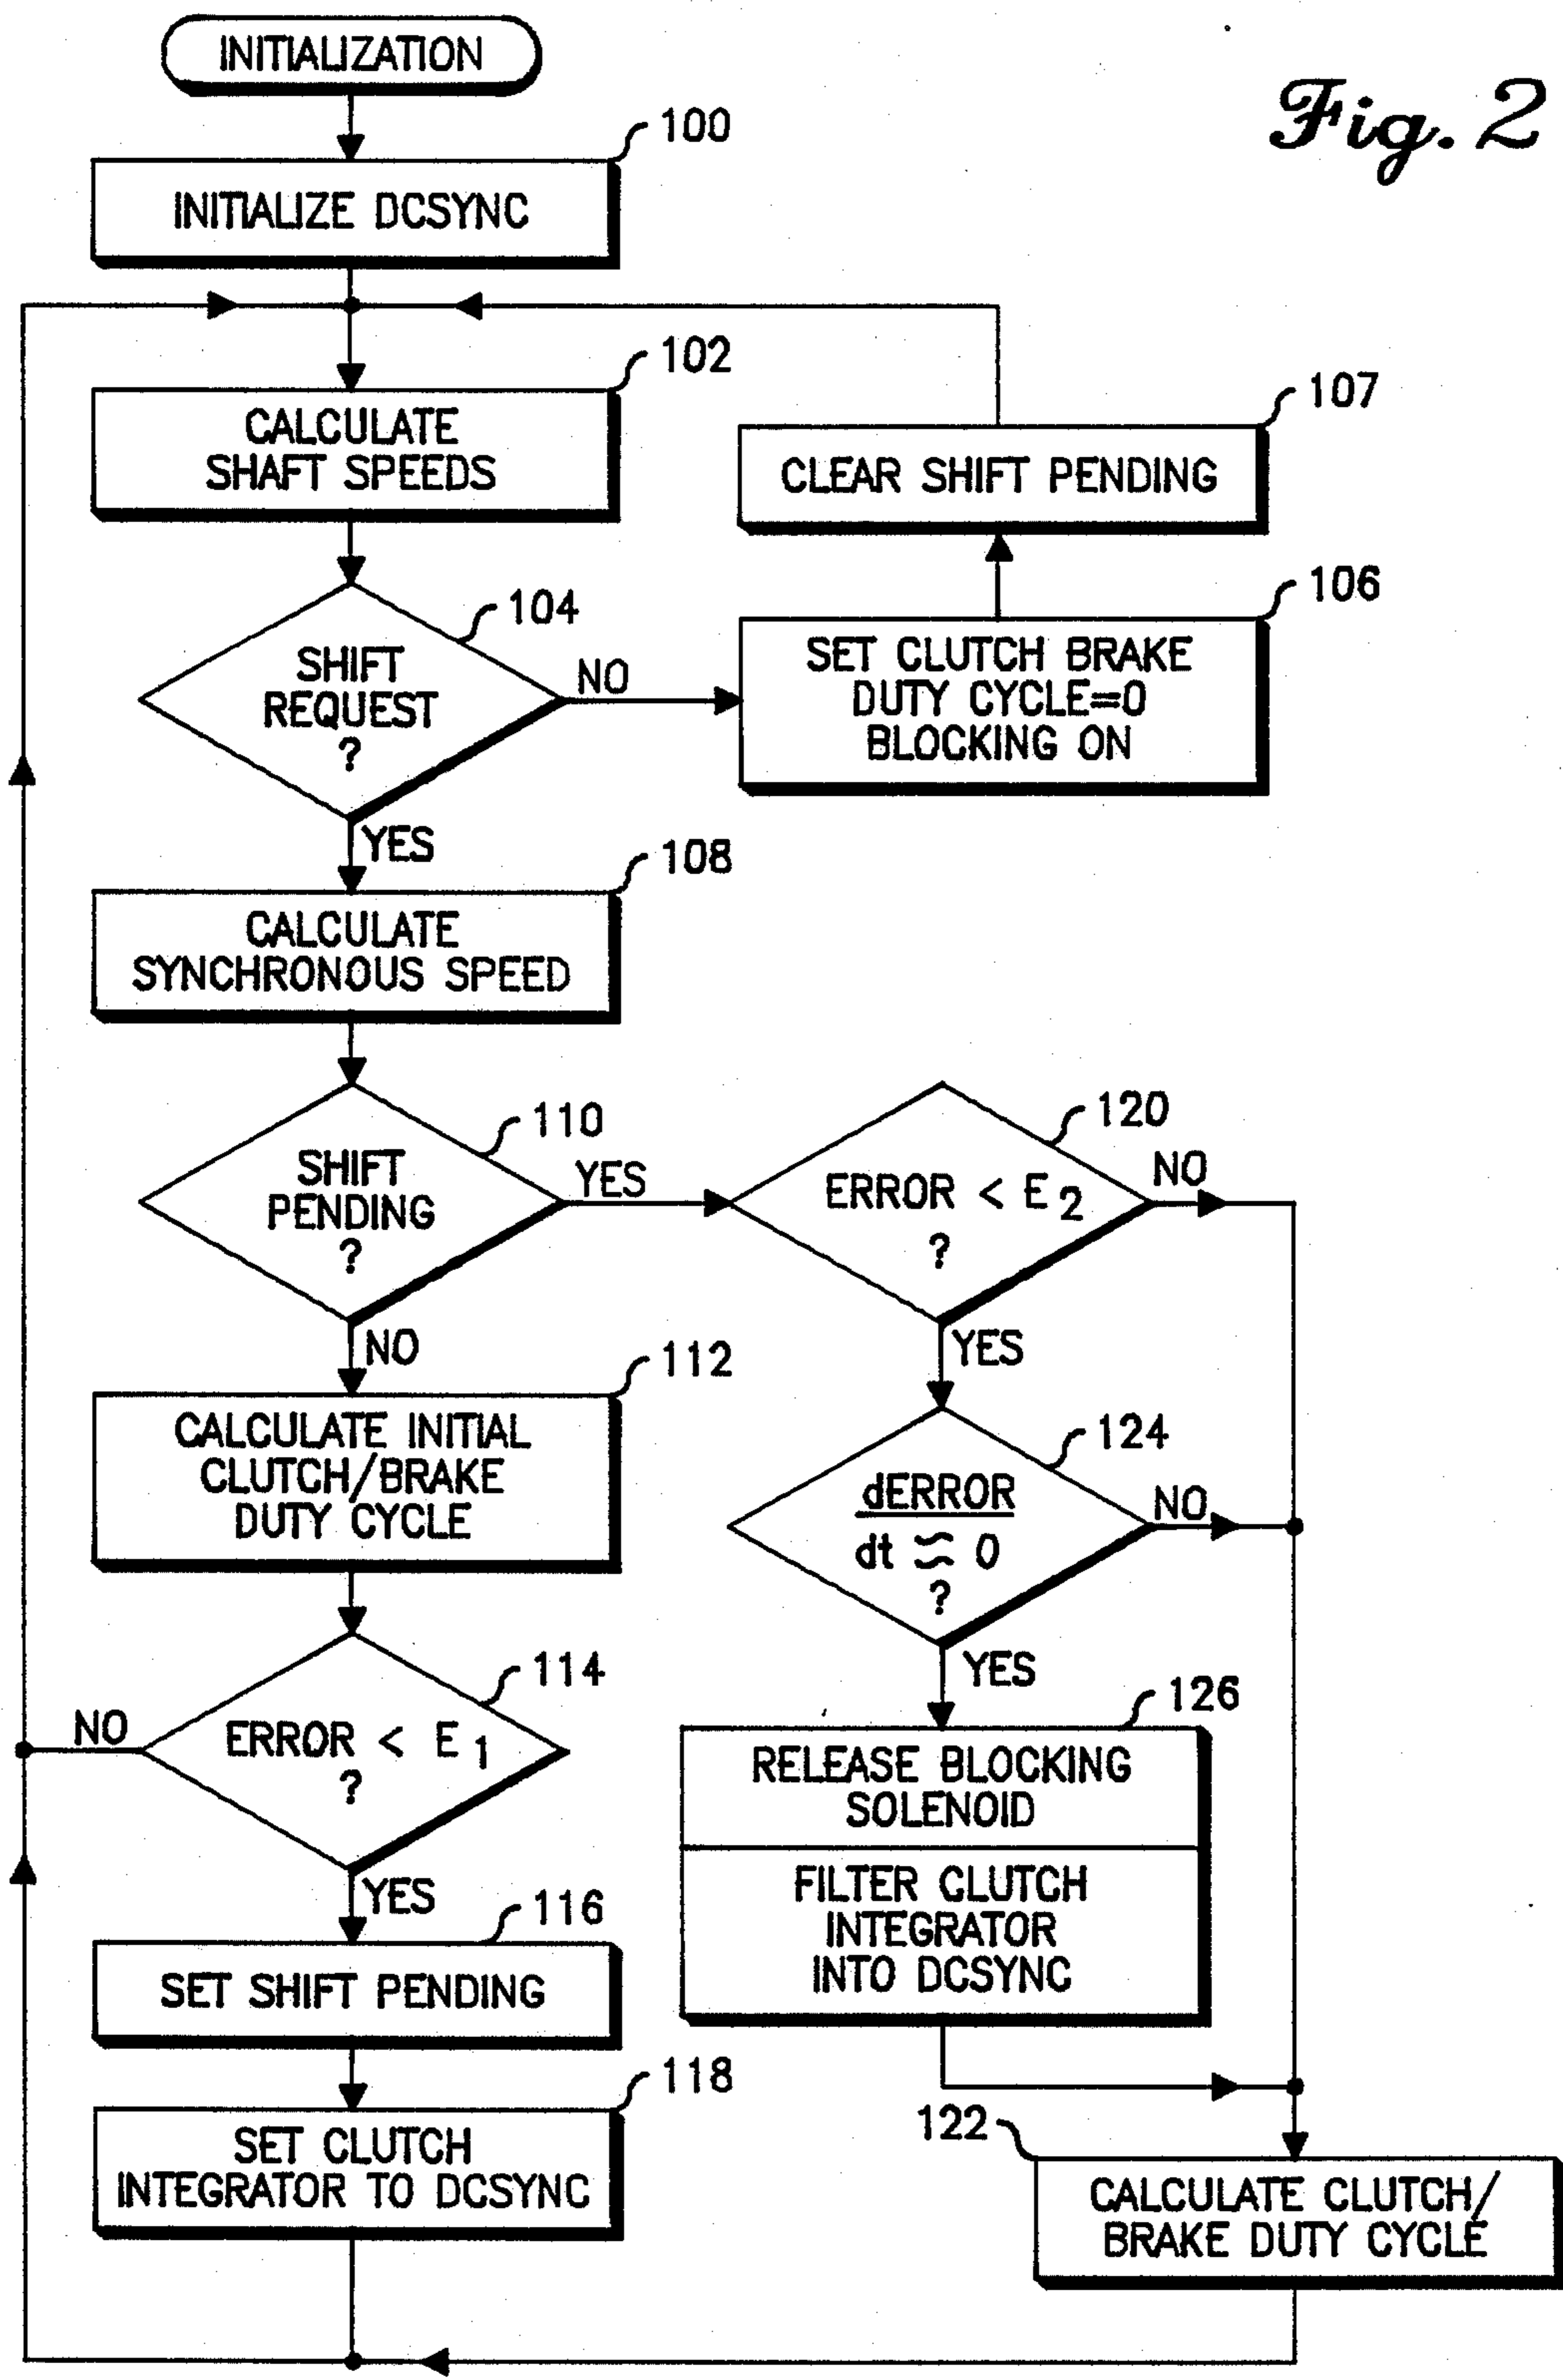 INITIALIZATION
Fig. 2
100
INITIALIZE DCSYNC
102
CALCULATE
SHAFT SPEEDS
107
CLEAR SHIFT PENDING
104
SHIFT
REQUEST
?
NO
YES
106
SET CLUTCH BRAKE
DUTY CYCLE=0
BLOCKING ON
108
CALCULATE
SYNCHRONOUS SPEED
110
SHIFT
PENDING
?
YES
NO
120
ERROR < E2
?
NO
YES
112
CALCULATE INITIAL
CLUTCH/BRAKE
DUTY CYCLE
124
dERROR
dt ≈ 0
?
NO
YES
114
ERROR < E1
?
NO
YES
126
RELEASE BLOCKING
SOLENOID
FILTER CLUTCH
INTEGRATOR
INTO DCSYNC
116
SET SHIFT PENDING
118
SET CLUTCH
INTEGRATOR TO DCSYNC
122
CALCULATE CLUTCH/
BRAKE DUTY CYCLE